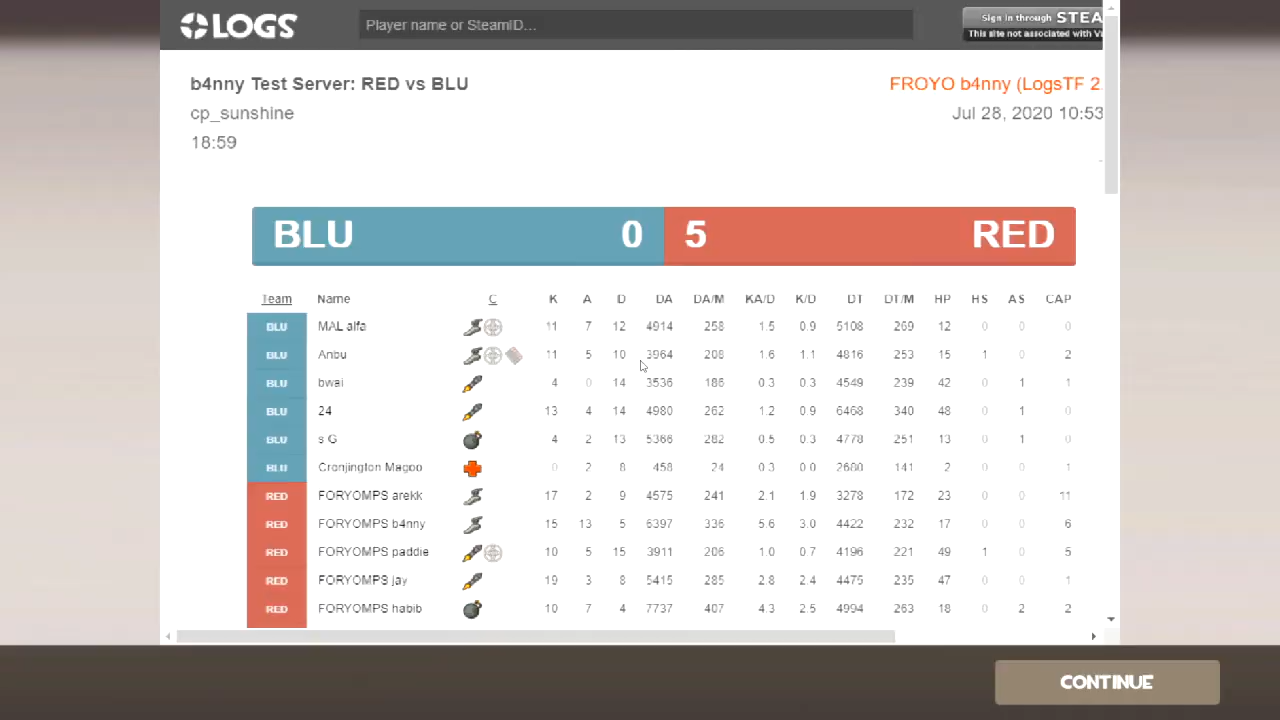 LOGS
Player name or SteamID...
Sign in through STEA
This site not associated with Va
b4nny Test Server: RED vs BLU
FROYO b4nny (LogsTF 2.
cp_sunshine
Jul 28, 2020 10:53
18:59
BLU 0 5 RED
Team Name C K A D DA DA/M KA/D K/D DT DT/M HP HS AS CAP
BLU MAL alfa 11 7 12 4914 258 1.5 0.9 5108 269 12 0 0 0
BLU Anbu 11 5 10 3964 208 1.6 1.1 4816 253 15 1 0 2
BLU bwai 4 0 14 3536 186 0.3 0.3 4549 239 42 0 1 1
BLU 24 13 4 14 4980 262 1.2 0.9 6468 340 48 0 1 0
BLU s G 4 2 13 5366 282 0.5 0.3 4778 251 13 0 1 0
BLU Cronjington Magoo 0 2 8 458 24 0.3 0.0 2680 141 2 0 0 1
RED FORYOMPS arekk 17 2 9 4575 241 2.1 1.9 3278 172 23 0 0 11
RED FORYOMPS b4nny 15 13 5 6397 336 5.6 3.0 4422 232 17 0 0 6
RED FORYOMPS paddie 10 5 15 3911 206 1.0 0.7 4196 221 49 1 0 5
RED FORYOMPS jay 19 3 8 5415 285 2.8 2.4 4475 235 47 0 0 1
RED FORYOMPS habib 10 7 4 7737 407 4.3 2.5 4994 263 18 0 2 2
CONTINUE